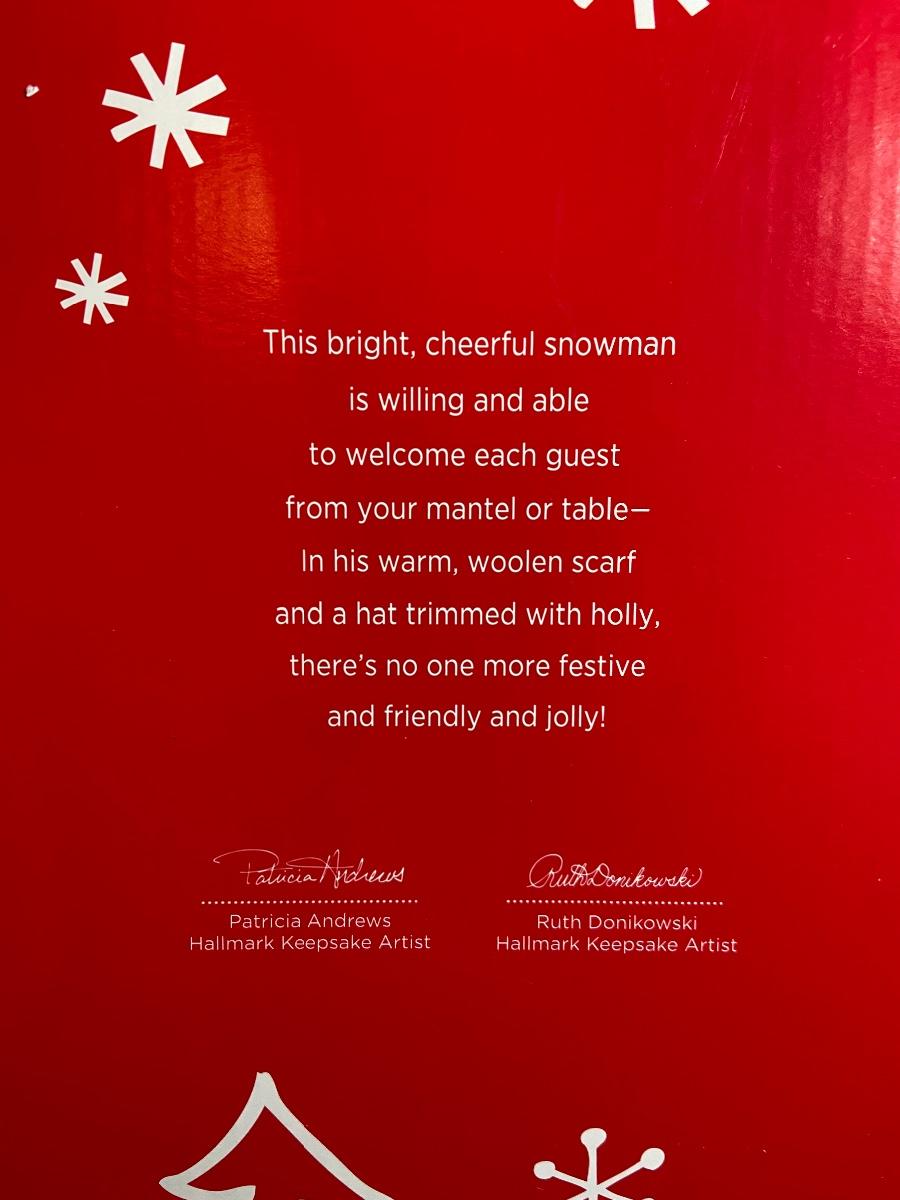 This bright, cheerful snowman
is willing and able
to welcome each guest
from your mantel or table—
In his warm, woolen scarf
and a hat trimmed with holly,
there's no one more festive
and friendly and jolly!
Patricia Andrews
Ruth Donikowski
Patricia Andrews
Hallmark Keepsake Artist
Ruth Donikowski
Hallmark Keepsake Artist